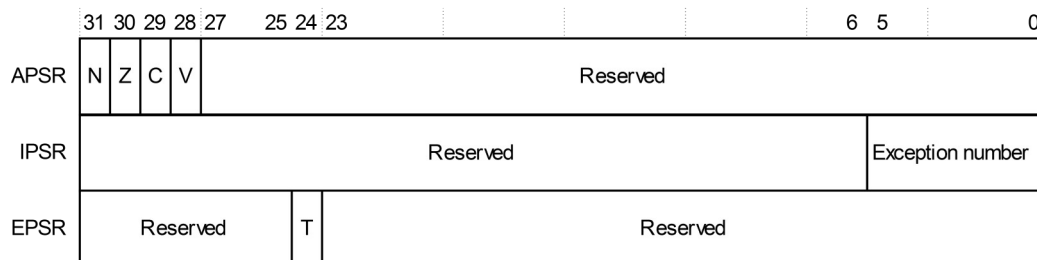 31 30 29 28 27 25 24 23 6 5 0
APSR N Z C V Reserved
IPSR Reserved Exception number
EPSR Reserved T Reserved